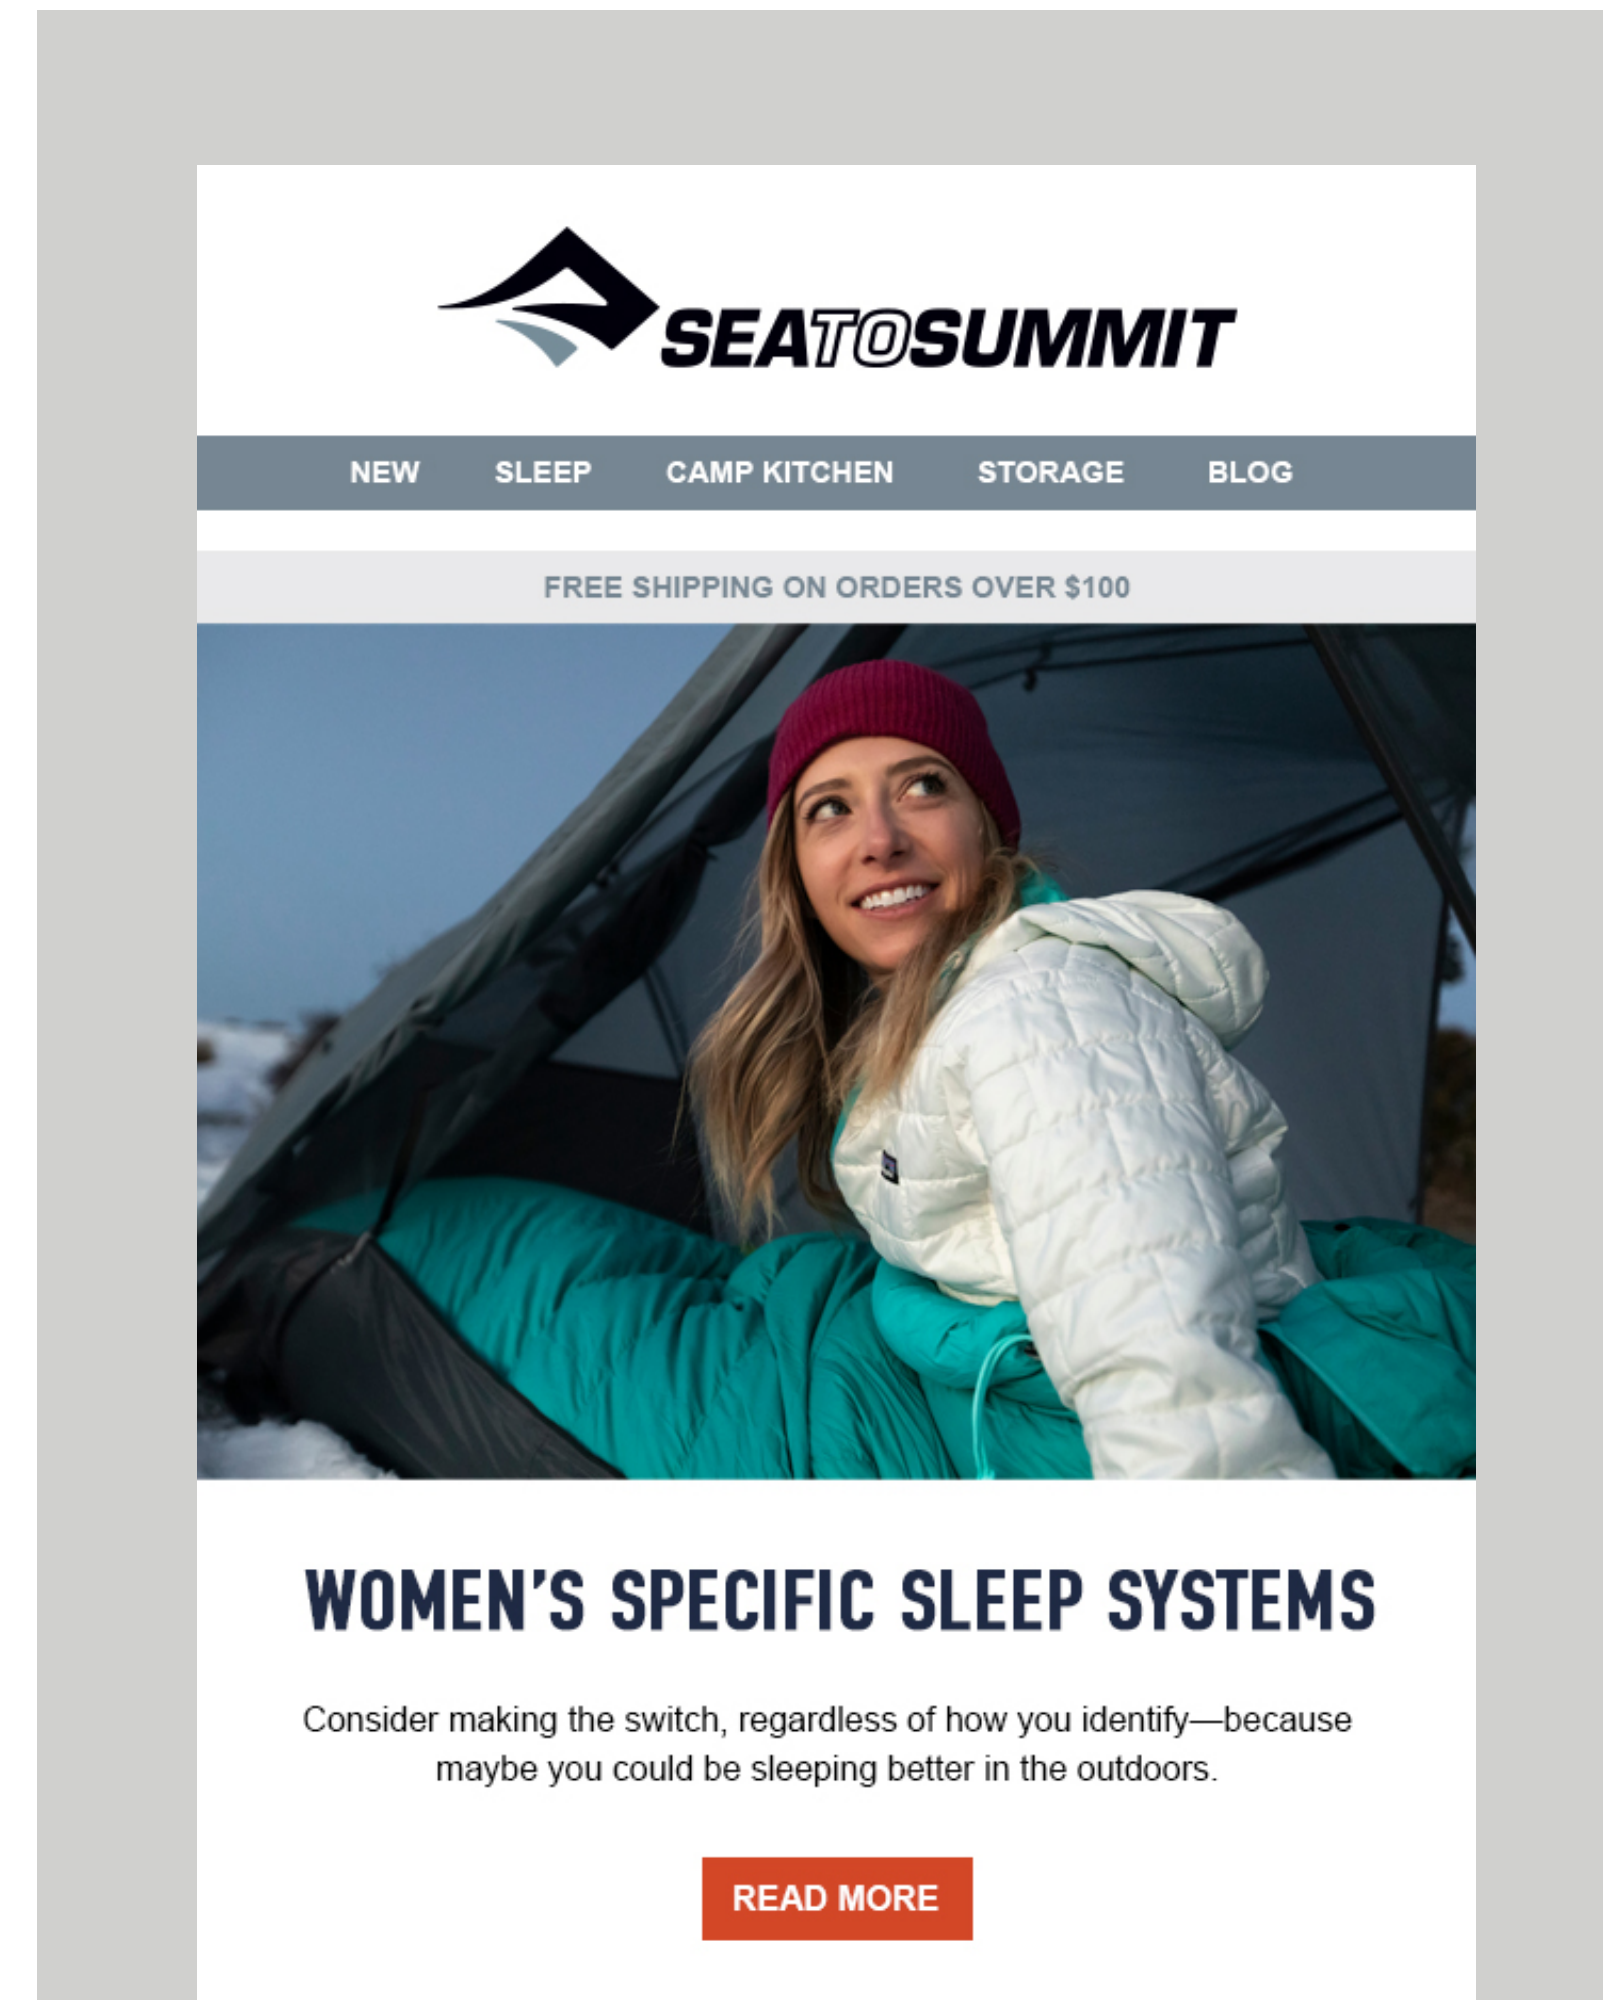 SEATOSUMMIT
NEW SLEEP CAMP KITCHEN STORAGE BLOG
FREE SHIPPING ON ORDERS OVER $100
WOMEN’S SPECIFIC SLEEP SYSTEMS
Consider making the switch, regardless of how you identify—because
maybe you could be sleeping better in the outdoors.
READ MORE